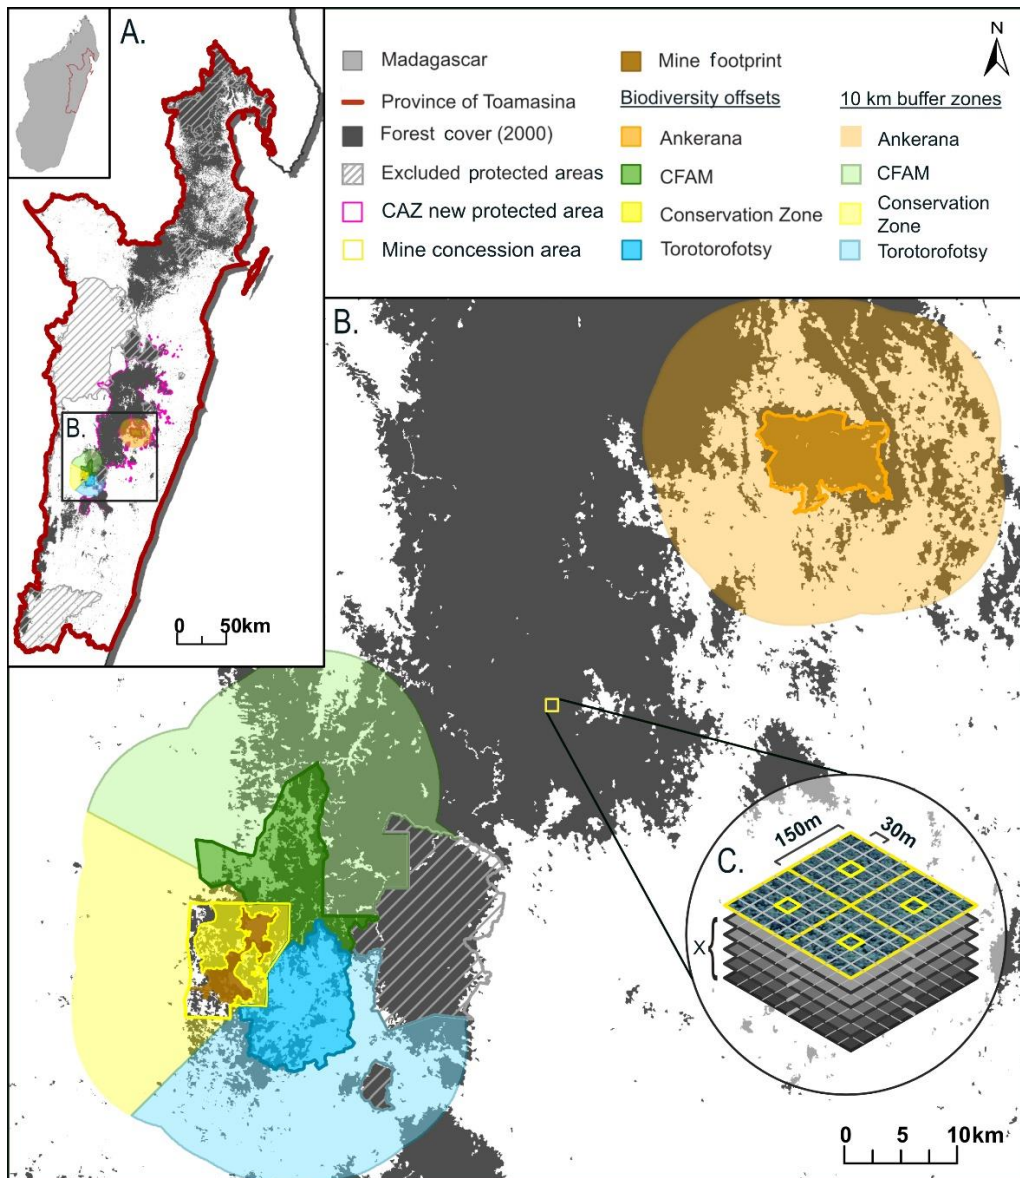 A.
B.
0 50km
N
Madagascar
Province of Toamasina
Forest cover (2000)
Excluded protected areas
CAZ new protected area
Mine concession area
Mine footprint
Biodiversity offsets
Ankerana
CFAM
Conservation Zone
Torotorofotsy
10 km buffer zones
Ankerana
CFAM
Conservation
Zone
Torotorofotsy
B.
C.
150m
30m
X
0 5 10km